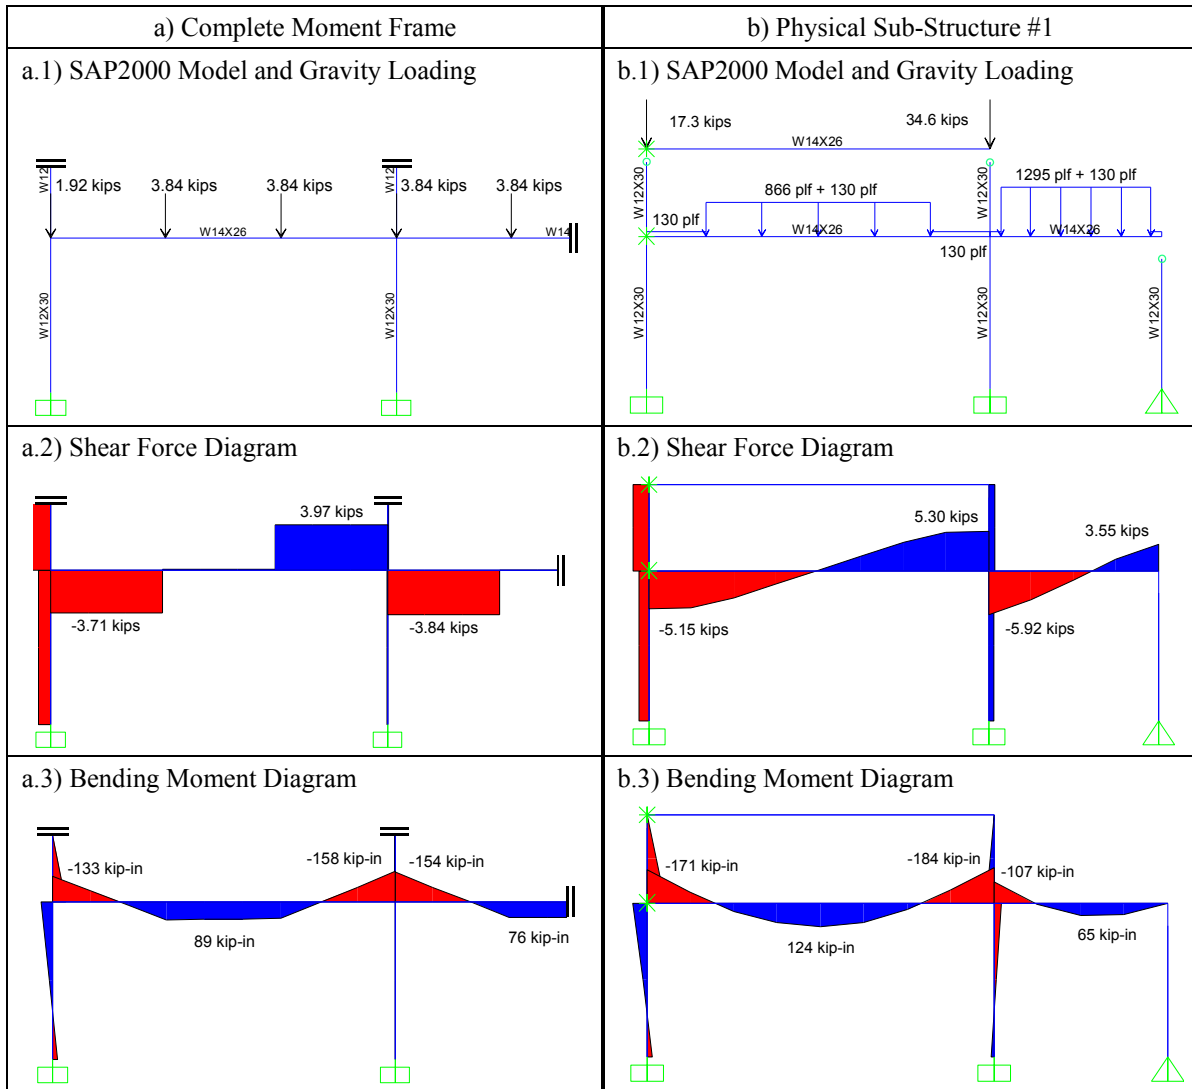 a) Complete Moment Frame
b) Physical Sub-Structure #1
a.1) SAP2000 Model and Gravity Loading
W12
W12
1.92 kips 3.84 kips 3.84 kips 3.84 kips 3.84 kips
W14X26
W14
W12X30
W12X30
b.1) SAP2000 Model and Gravity Loading
17.3 kips
34.6 kips
W14X26
W12X30
W12X30
866 plf + 130 plf
1295 plf + 130 plf
130 plf
W14X26
W14X26
130 plf
W12X30
W12X30
W12X30
a.2) Shear Force Diagram
3.97 kips
-3.71 kips
-3.84 kips
b.2) Shear Force Diagram
5.30 kips
3.55 kips
-5.15 kips
-5.92 kips
a.3) Bending Moment Diagram
-133 kip-in
-158 kip-in
-154 kip-in
89 kip-in
76 kip-in
b.3) Bending Moment Diagram
-171 kip-in
-184 kip-in
-107 kip-in
124 kip-in
65 kip-in